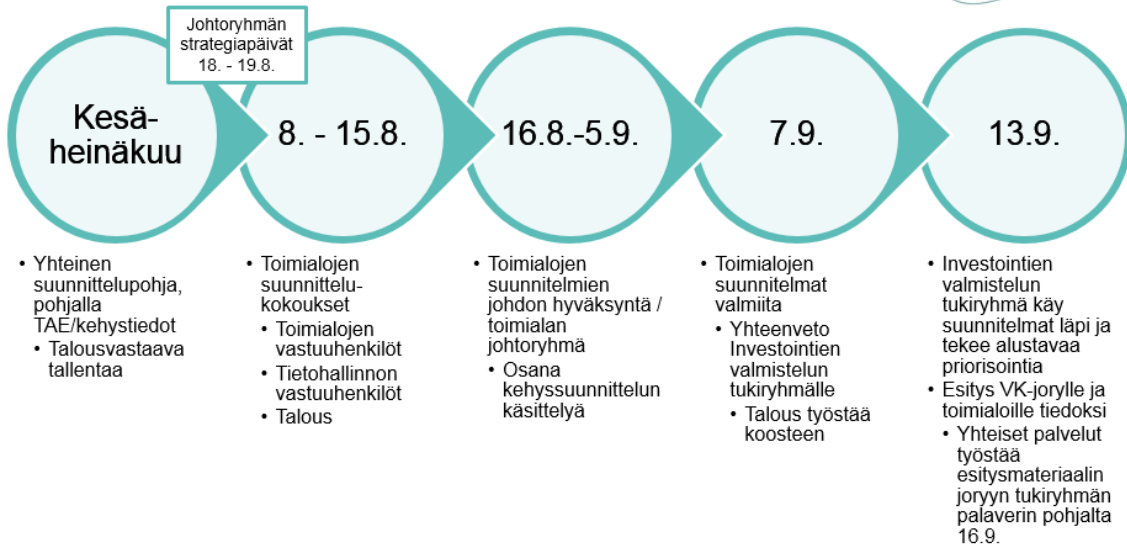 Johtoryhmän
strategiapäivät
18. - 19.8.
Kesä-
heinäkuu
8. - 15.8.
16.8.-5.9.
7.9.
13.9.
• Yhteinen
suunnittelupohja,
pohjalla
TAE/kehystiedot
• Talousvastaava
tallentaa
• Toimialojen
suunnittelu-
kokoukset
• Toimialojen
vastuuhenkilöt
• Tietohallinnon
vastuuhenkilöt
• Talous
• Toimialojen
suunnitelmien
johdon hyväksyntä /
toimialan
johtoryhmä
• Osana
kehyssuunnittelun
käsittelyä
• Toimialojen
suunnitelmat
valmiita
• Yhteenveto
Investointien
valmistelun
tukiryhmälle
• Talous työstää
koosteen
• Investointien
valmistelun
tukiryhmä käy
suunnitelmat läpi ja
tekee alustavaa
priorisointia
• Esitys VK-jorylle ja
toimialoille tiedoksi
• Yhteiset palvelut
työstää
esitysmateriaalin
joryyn tukiryhmän
palaverin pohjalta
16.9.